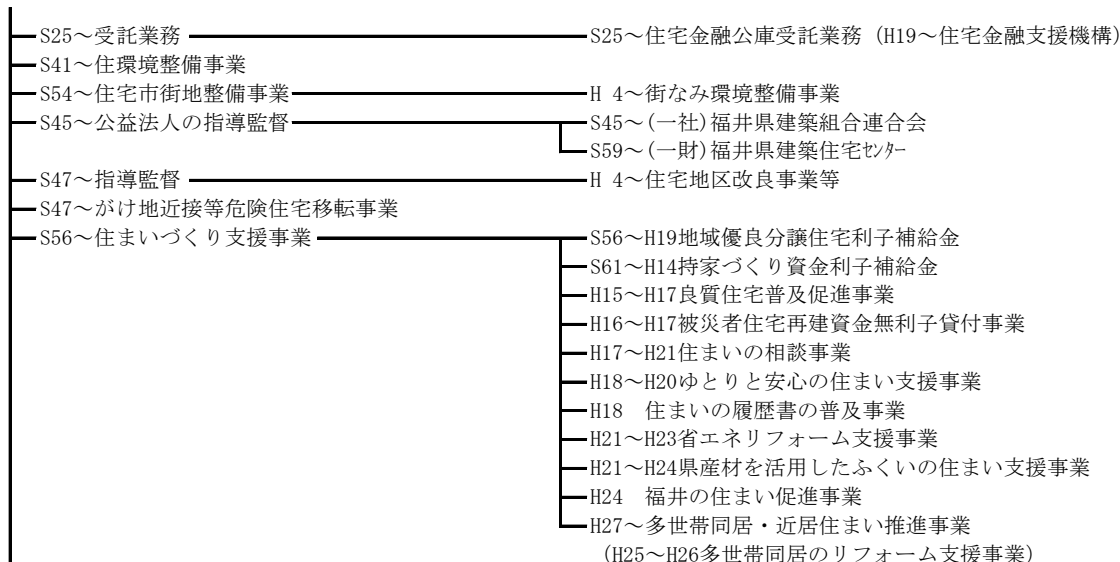 S25～受託業務 S25～住宅金融公庫受託業務 (H19～住宅金融支援機構)
S41～住環境整備事業
S54～住宅市街地整備事業 H 4～街なみ環境整備事業
S45～公益法人の指導監督 S45～(一社)福井県建築組合連合会
S59～(一財)福井県建築住宅ｾﾝﾀｰ
S47～指導監督 H 4～住宅地区改良事業等
S47～がけ地近接等危険住宅移転事業
S56～住まいづくり支援事業 S56～H19地域優良分譲住宅利子補給金
S61～H14持家づくり資金利子補給金
H15～H17良質住宅普及促進事業
H16～H17被災者住宅再建資金無利子貸付事業
H17～H21住まいの相談事業
H18～H20ゆとりと安心の住まい支援事業
H18　住まいの履歴書の普及事業
H21～H23省エネリフォーム支援事業
H21～H24県産材を活用したふくいの住まい支援事業
H24　福井の住まい促進事業
H27～多世帯同居・近居住まい推進事業
(H25～H26多世帯同居のリフォーム支援事業)